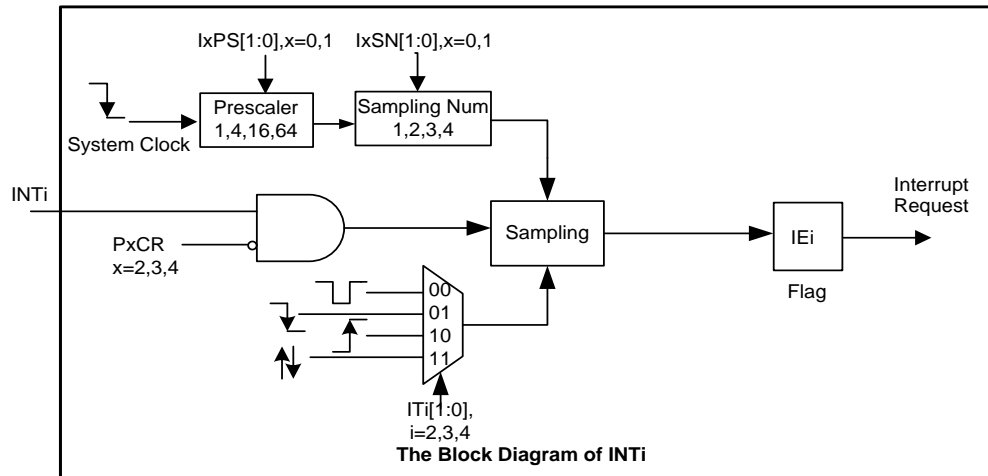 IxPS[1:0],x=0,1
IxSN[1:0],x=0,1
Prescaler
1,4,16,64
Sampling Num
1,2,3,4
System Clock
INTi
PxCR
x=2,3,4
Sampling
IEi
Flag
Interrupt
Request
00
01
10
11
ITi[1:0],
i=2,3,4
The Block Diagram of INTi